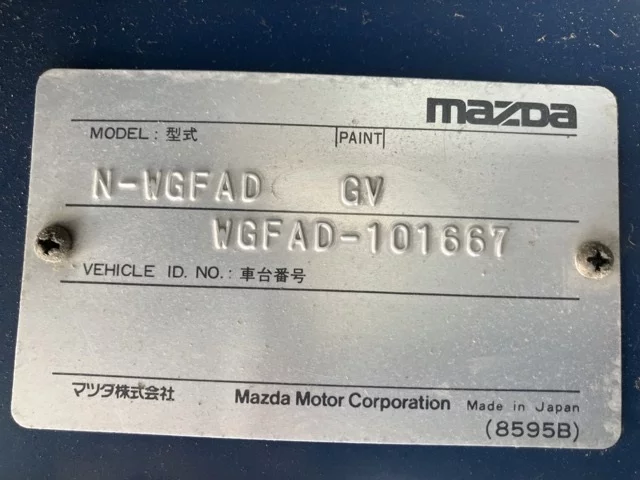 mazda
MODEL : 型式 PAINT
N-WGFAD GV
WGFAD-101667
VEHICLE ID. NO. : 車台番号
マツダ株式会社 Mazda Motor Corporation Made in Japan
(8595B)